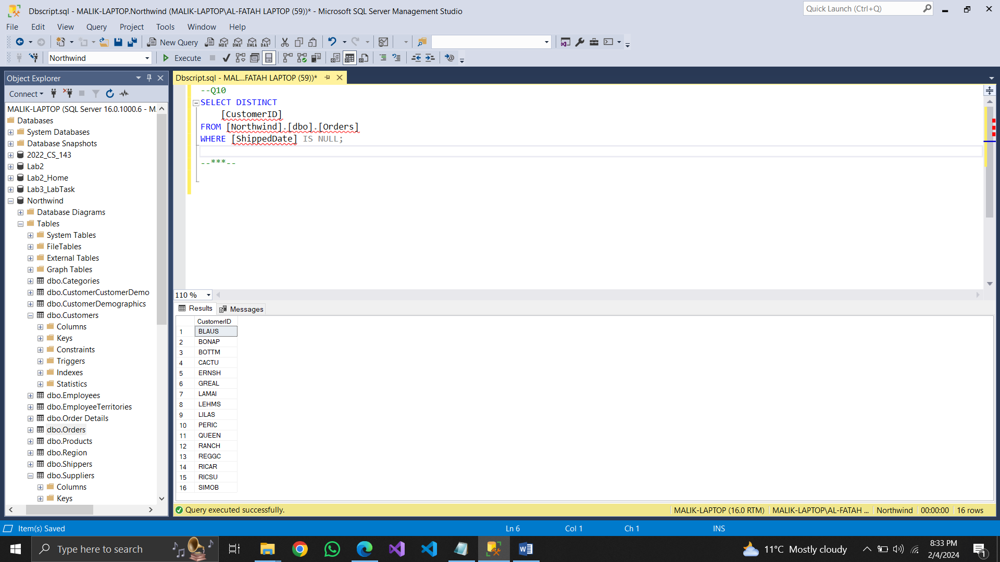 Dbscript.sql - MALIK-LAPTOP.Northwind (MALIK-LAPTOP\AL-FATAH LAPTOP (59))* - Microsoft SQL Server Management Studio
Quick Launch (Ctrl+Q)
File Edit View Query Project Tools Window Help
New Query
MDX DMX XMLA DAX
Northwind
Execute
Object Explorer
Connect
MALIK-LAPTOP (SQL Server 16.0.1000.6 - M
Databases
System Databases
Database Snapshots
2022_CS_143
Lab2
Lab2_Home
Lab3_LabTask
Northwind
Database Diagrams
Tables
System Tables
FileTables
External Tables
Graph Tables
dbo.Categories
dbo.CustomerCustomerDemo
dbo.CustomerDemographics
dbo.Customers
Columns
Keys
Constraints
Triggers
Indexes
Statistics
dbo.Employees
dbo.EmployeeTerritories
dbo.Order Details
dbo.Orders
dbo.Products
dbo.Region
dbo.Shippers
dbo.Suppliers
Columns
Keys
Dbscript.sql - MAL...FATAH LAPTOP (59))*
--Q10
SELECT DISTINCT
[CustomerID]
FROM [Northwind].[dbo].[Orders]
WHERE [ShippedDate] IS NULL;
--***--
110 %
Results Messages
CustomerID
1 BLAUS
2 BONAP
3 BOTTM
4 CACTU
5 ERNSH
6 GREAL
7 LAMAI
8 LEHMS
9 LILAS
10 PERIC
11 QUEEN
12 RANCH
13 REGGC
14 RICAR
15 RICSU
16 SIMOB
Query executed successfully.
MALIK-LAPTOP (16.0 RTM) MALIK-LAPTOP\AL-FATAH ... Northwind 00:00:00 16 rows
Item(s) Saved
Ln 6 Col 1 Ch 1 INS
Type here to search
11°C Mostly cloudy
8:33 PM
2/4/2024
1